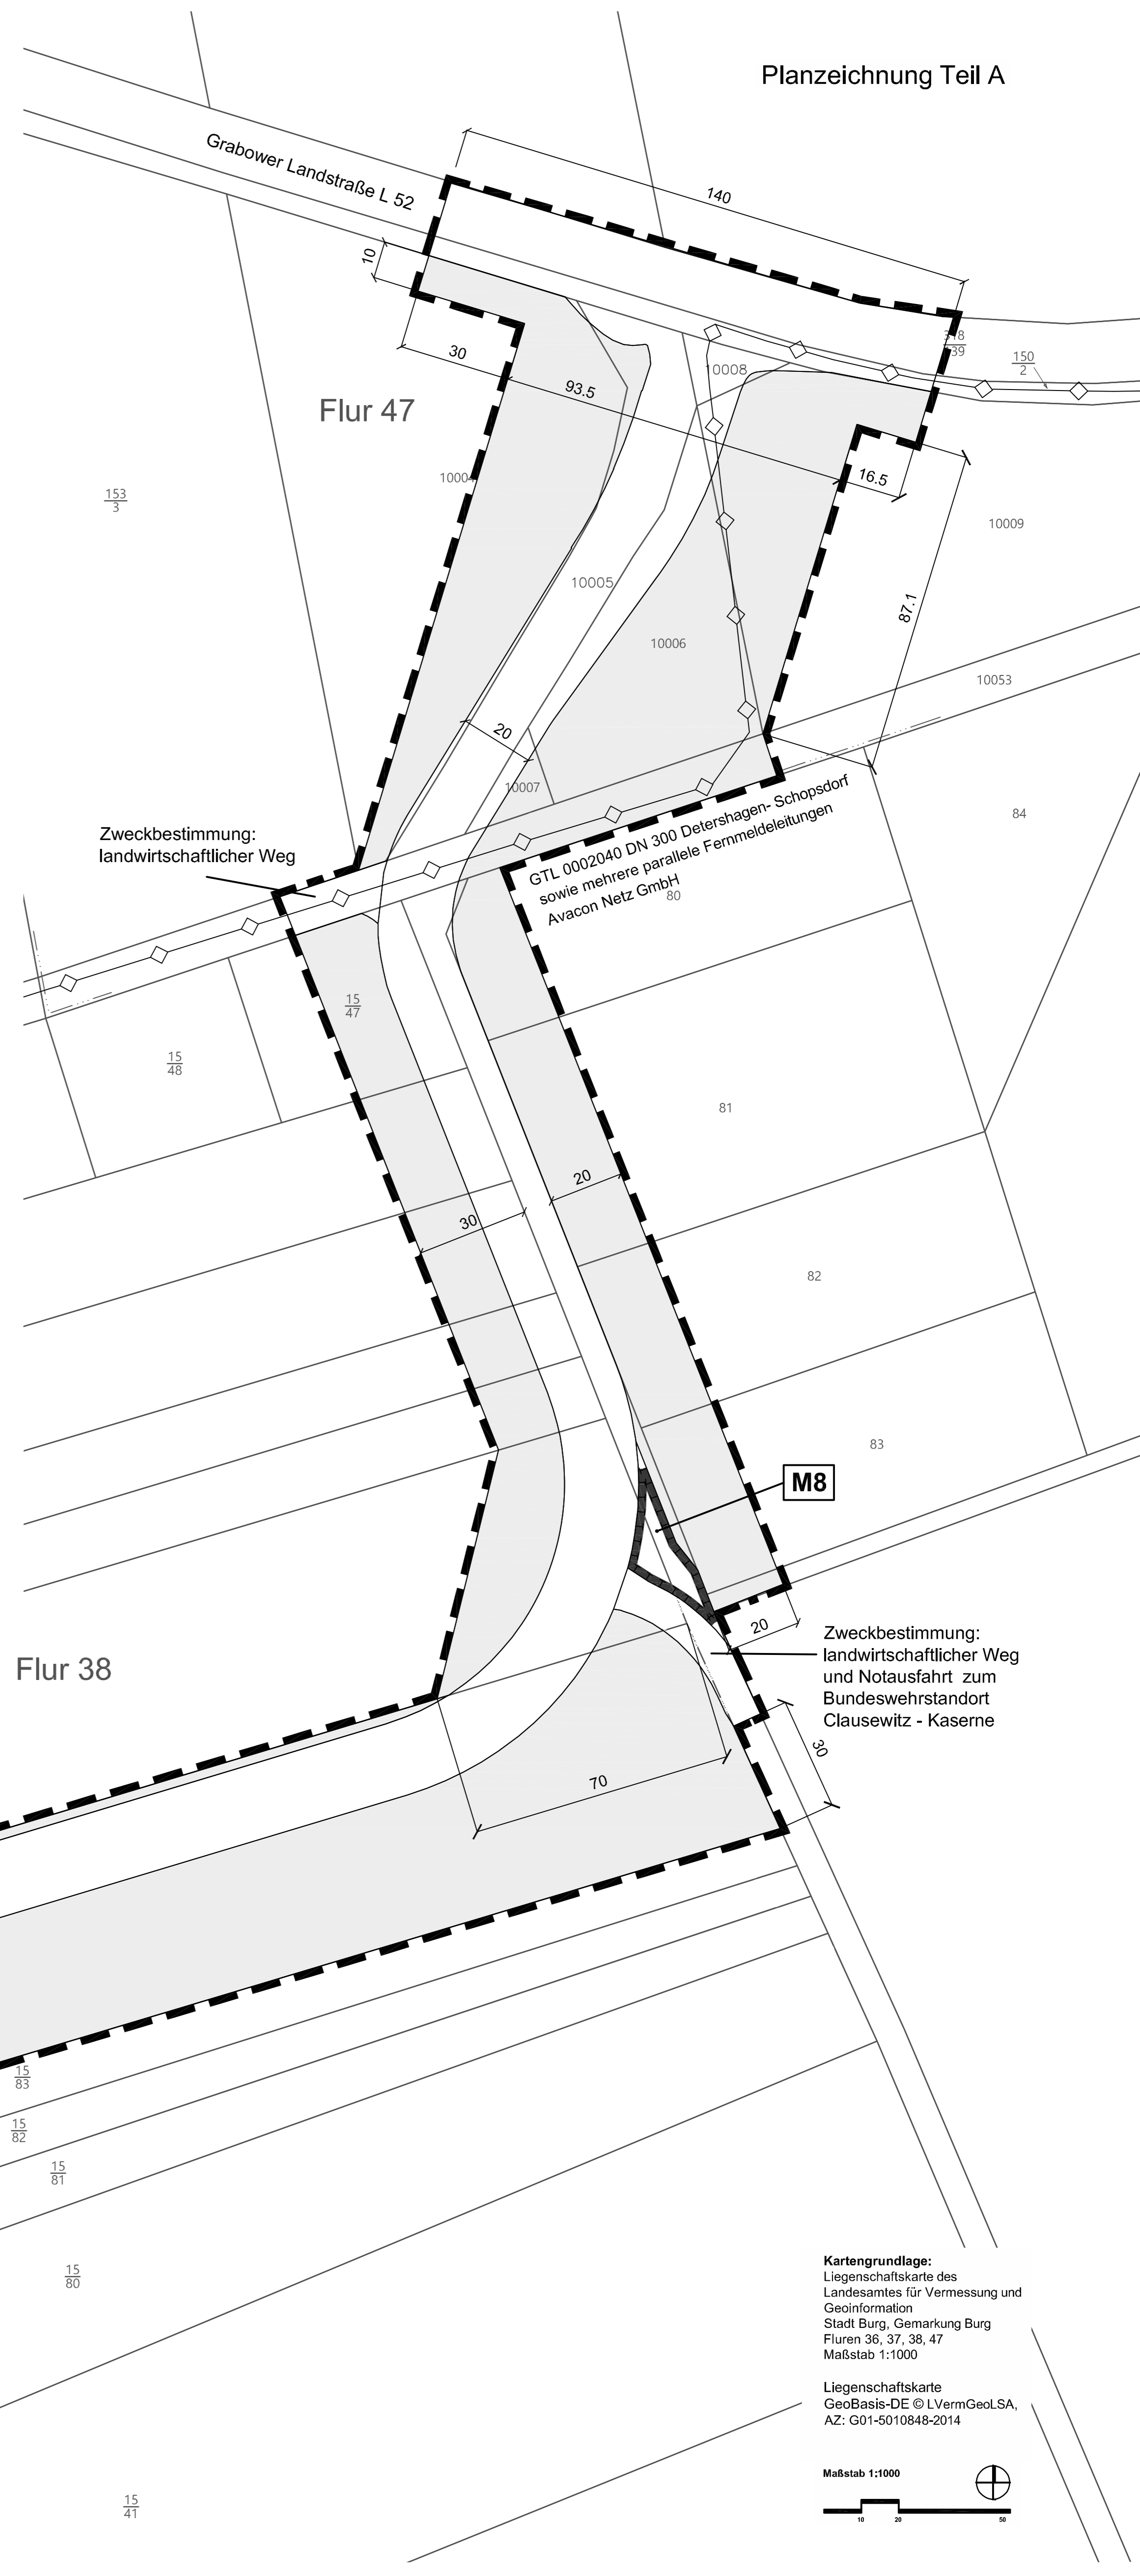 Planzeichnung Teil A
Grabower Landstraße L 52
140
10
30
93.5
Flur 47
10008
318
39
150
2
10004
16.5
153
3
10009
10005
87.1
10006
10053
20
10007
84
Zweckbestimmung:
landwirtschaftlicher Weg
GTL 0002040 DN 300 Detershagen- Schopsdorf
sowie mehrere parallele Fernmeldeleitungen
Avacon Netz GmbH
80
15
47
15
48
81
20
30
82
83
M8
20
Zweckbestimmung:
landwirtschaftlicher Weg
und Notausfahrt zum
Bundeswehrstandort
Clausewitz - Kaserne
Flur 38
30
70
15
83
15
82
15
81
15
80
Kartengrundlage:
Liegenschaftskarte des
Landesamtes für Vermessung und
Geoinformation
Stadt Burg, Gemarkung Burg
Fluren 36, 37, 38, 47
Maßstab 1:1000
Liegenschaftskarte
GeoBasis-DE © LVermGeoLSA,
AZ: G01-5010848-2014
Maßstab 1:1000
10 20 50
15
41